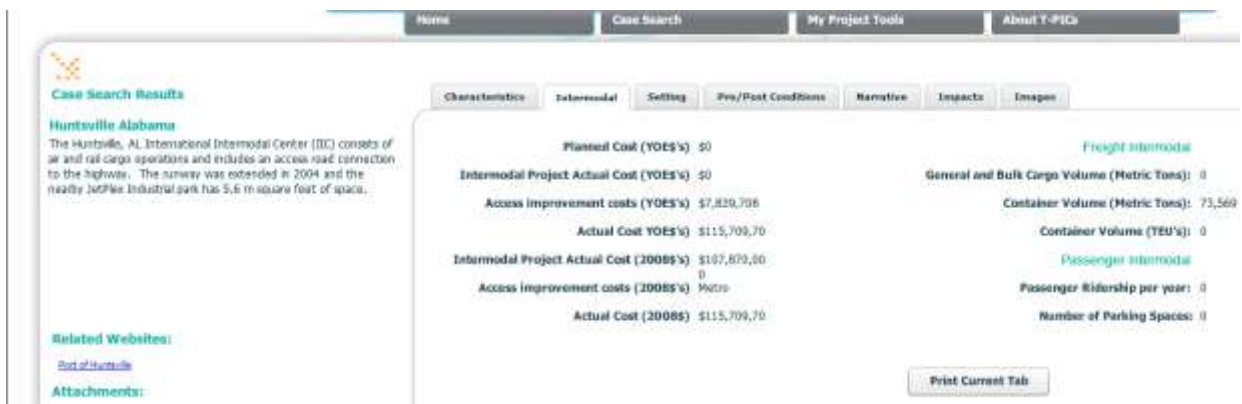 Home
Case Search
My Project Tools
About T-PICs
Case Search Results
Huntsville Alabama
The Huntsville, AL International Intermodal Center (IIC) consists of
air and rail cargo operations and includes an access road connection
to the highway. The runway was extended in 2004 and the
nearby JetPlex Industrial park has 5.6 m square feet of space.
Related Websites:
Port of Huntsville
Attachments:
Characteristics
Intermodal
Setting
Pre/Post Conditions
Narrative
Impacts
Images
Planned Cost (YOE$'s) $0
Intermodal Project Actual Cost (YOE$'s) $0
Access improvement costs (YOE$'s) $7,839,708
Actual Cost YOE$'s) $115,709,70
Intermodal Project Actual Cost (2008$'s) $107,870,00
0
Access improvement costs (2008$'s) Metro
Actual Cost (2008$) $115,709,70
Freight Intermodal
General and Bulk Cargo Volume (Metric Tons): 0
Container Volume (Metric Tons): 73,569
Container Volume (TEU's): 0
Passenger Intermodal
Passenger Ridership per year: 0
Number of Parking Spaces: 0
Print Current Tab